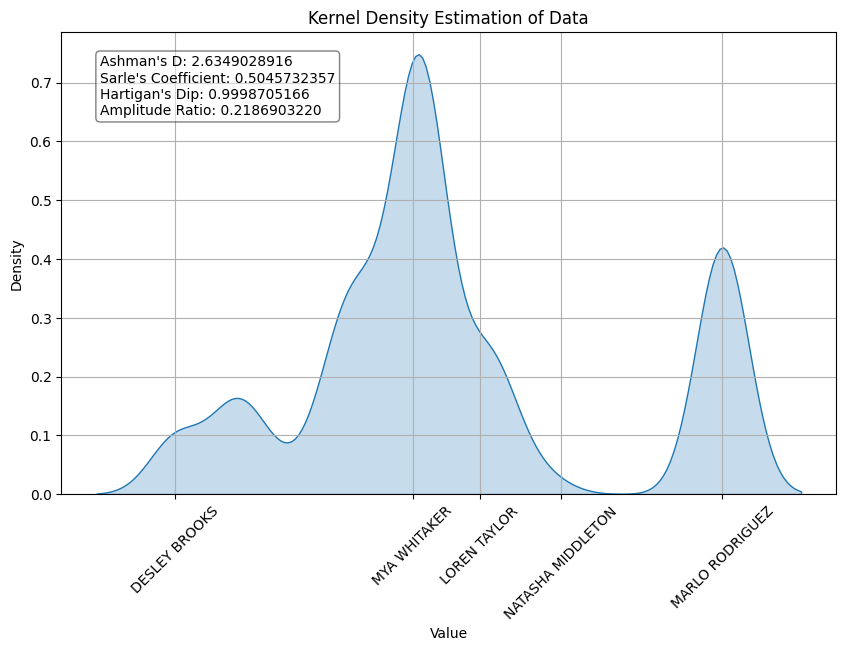 Kernel Density Estimation of Data
Ashman's D: 2.6349028916
Sarle's Coefficient: 0.5045732357
Hartigan's Dip: 0.9998705166
Amplitude Ratio: 0.2186903220
Density
0.7
0.6
0.5
0.4
0.3
0.2
0.1
0.0
DESLEY BROOKS
MYA WHITAKER
LOREN TAYLOR
NATASHA MIDDLETON
MARLO RODRIGUEZ
Value